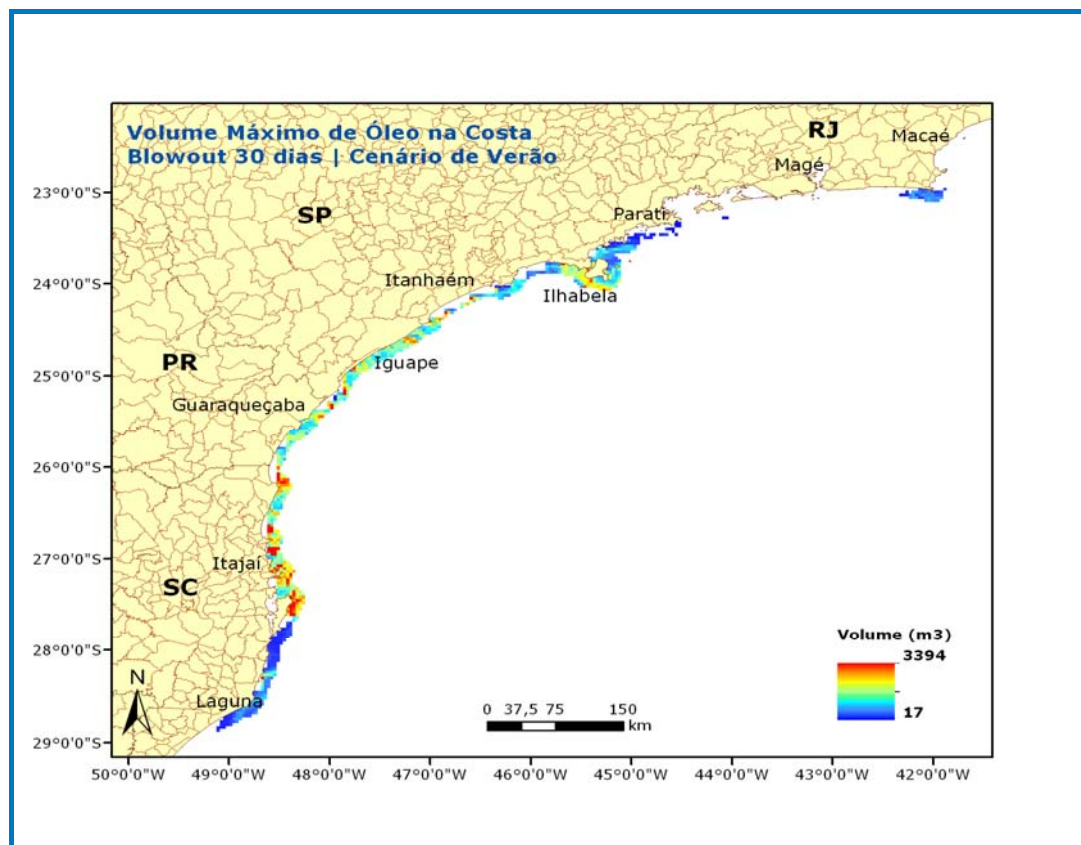 Volume Máximo de Óleo na Costa
Blowout 30 dias | Cenário de Verão
RJ
Macaé
Magé
23°0'0"S
SP
Parati
24°0'0"S
Itanhaém
Ilhabela
PR
Iguape
25°0'0"S
Guaraqueçaba
26°0'0"S
27°0'0"S
Itajaí
SC
28°0'0"S
Volume (m3)
3394
17
N
Laguna
0 37,5 75 150
km
29°0'0"S
50°0'0"W 49°0'0"W 48°0'0"W 47°0'0"W 46°0'0"W 45°0'0"W 44°0'0"W 43°0'0"W 42°0'0"W